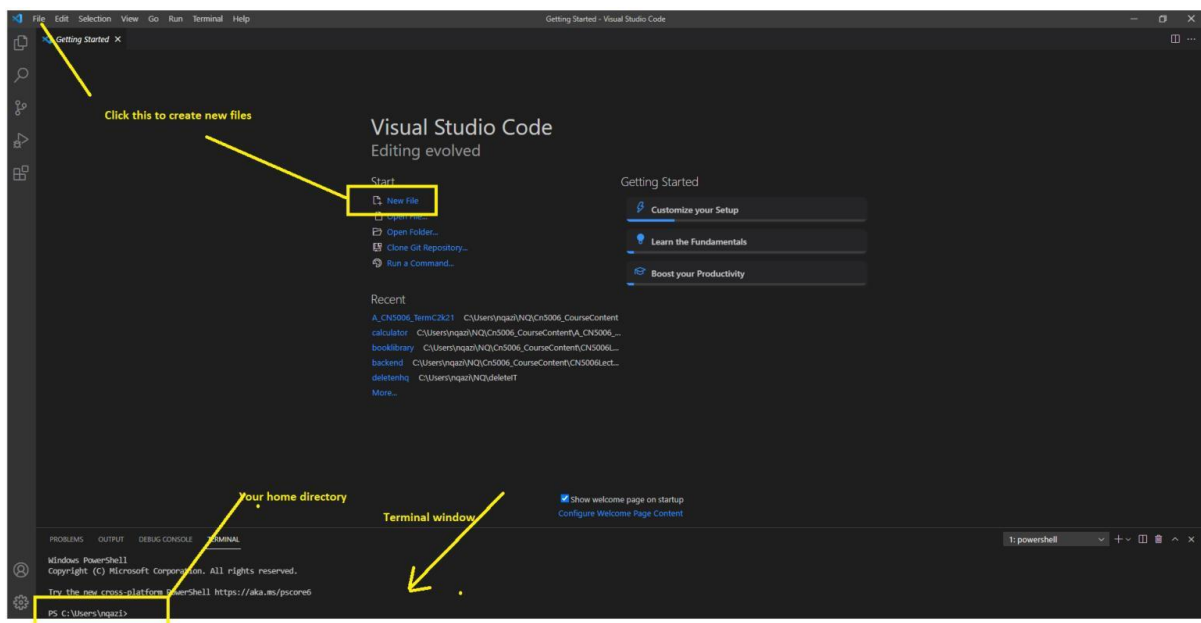 File Edit Selection View Go Run Terminal Help
Getting Started - Visual Studio Code
Getting Started
Click this to create new files
Visual Studio Code
Editing evolved
Start
New File
Open File...
Open Folder...
Clone Git Repository...
Run a Command...
Getting Started
Customize your Setup
Learn the Fundamentals
Boost your Productivity
Recent
A_CN5006_TermC2k21 C:\Users\nqazi\NQ\Cn5006_CourseContent
calculator C:\Users\nqazi\NQ\Cn5006_CourseContent\A_CN5006_...
booklibrary C:\Users\nqazi\NQ\Cn5006_CourseContent\CN5006L...
backend C:\Users\nqazi\NQ\Cn5006_CourseContent\CN5006Lect...
deletenhq C:\Users\nqazi\NQ\deleteIT
More...
Your home directory
Terminal window
Show welcome page on startup
Configure Welcome Page Content
PROBLEMS OUTPUT DEBUG CONSOLE TERMINAL
1: powershell
Windows PowerShell
Copyright (C) Microsoft Corporation. All rights reserved.
Try the new cross-platform PowerShell https://aka.ms/pscore6
PS C:\Users\nqazi>